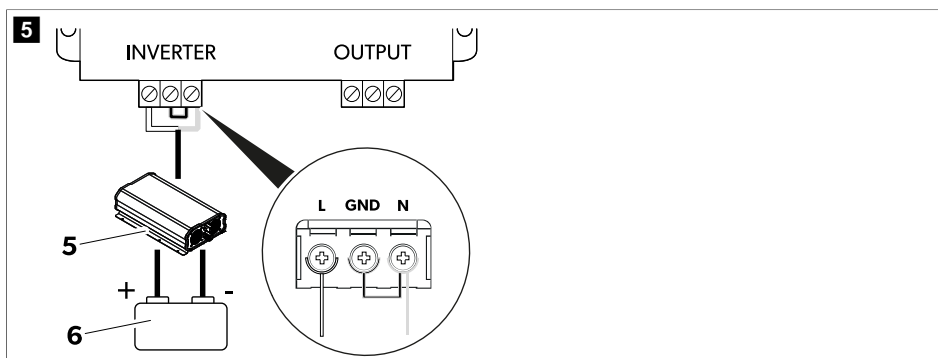 5
INVERTER OUTPUT
L GND N
5
+ -
6